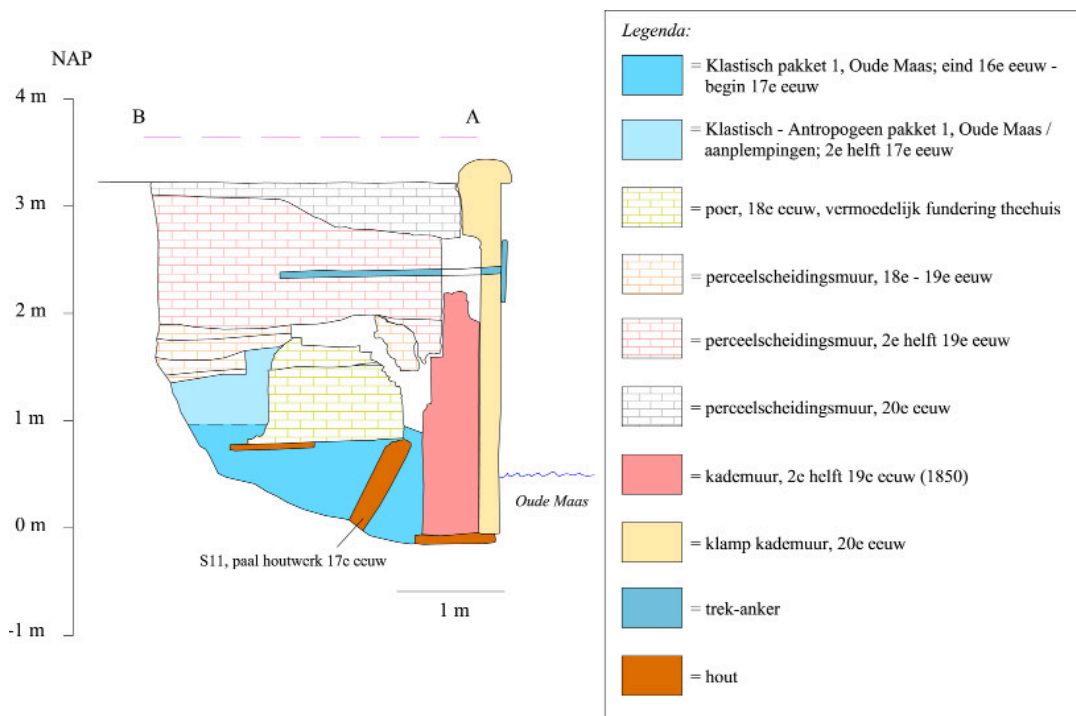 NAP
4 m
B
A
3 m
2 m
1 m
0 m
-1 m
Oude Maas
S11, paal houtwerk 17e eeuw
1 m
Legenda:
= Klastisch pakket 1, Oude Maas; eind 16e eeuw -
begin 17e eeuw
= Klastisch - Antropogeen pakket 1, Oude Maas /
aanplempingen; 2e helft 17e eeuw
= poer, 18e eeuw, vermoedelijk fundering theehuis
= perceelscheidingsmuur, 18e - 19e eeuw
= perceelscheidingsmuur, 2e helft 19e eeuw
= perceelscheidingsmuur, 20e eeuw
= kademuur, 2e helft 19e eeuw (1850)
= klamp kademuur, 20e eeuw
= trek-anker
= hout